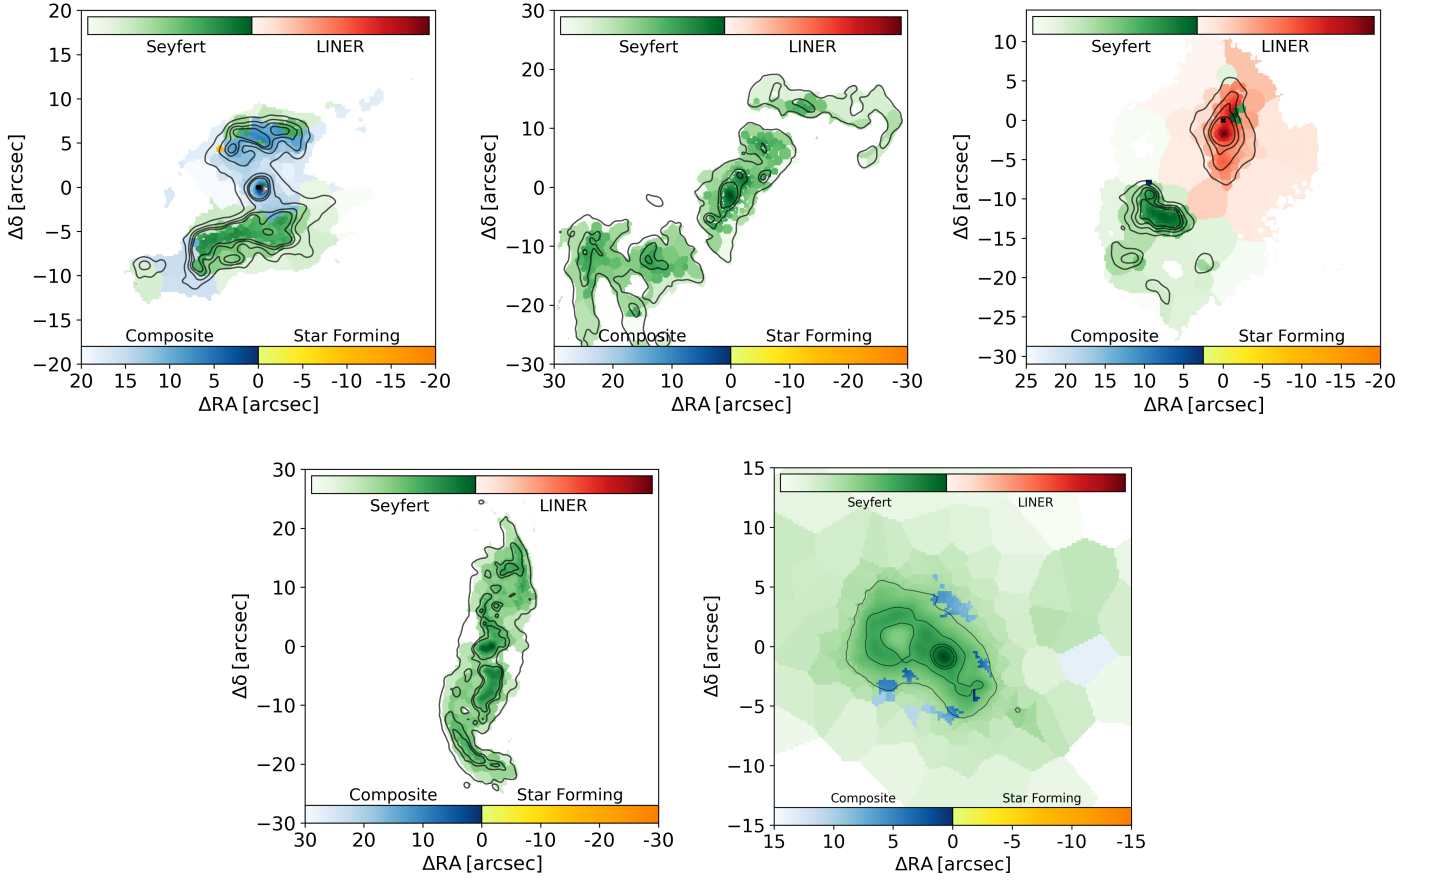 20
15
10
5
0
−5
−10
−15
−20
Δδ [arcsec]
Seyfert LINER
Composite Star Forming
20 15 10 5 0 -5 -10 -15 -20
ΔRA [arcsec]
30
20
10
0
−10
−20
−30
Δδ [arcsec]
Seyfert LINER
Composite Star Forming
30 20 10 0 -10 -20 -30
ΔRA [arcsec]
10
5
0
−5
−10
−15
−20
−25
−30
Δδ [arcsec]
Seyfert LINER
Composite Star Forming
25 20 15 10 5 0 -5 -10 -15 -20
ΔRA [arcsec]
30
20
10
0
−10
−20
−30
Δδ [arcsec]
Seyfert LINER
Composite Star Forming
30 20 10 0 -10 -20 -30
ΔRA [arcsec]
15
10
5
0
−5
−10
−15
Δδ [arcsec]
Seyfert LINER
Composite Star Forming
15 10 5 0 -5 -10 -15
ΔRA [arcsec]